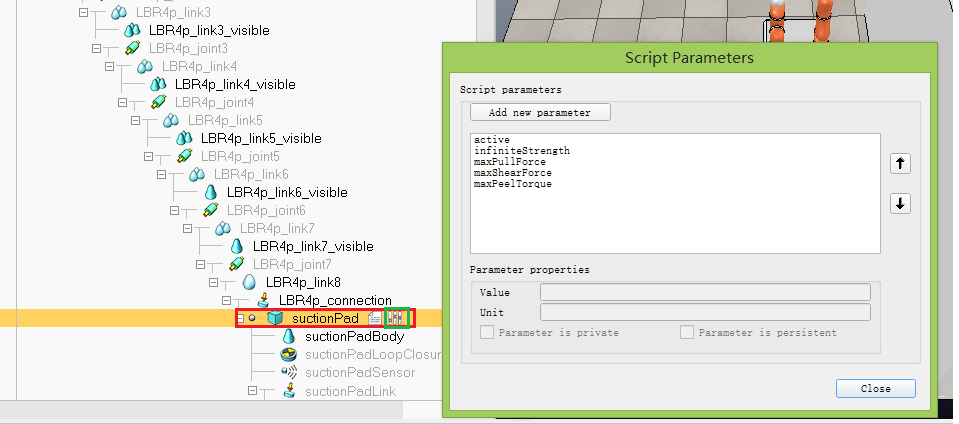 LBR4p_link3
LBR4p_link3_visible
LBR4p_joint3
LBR4p_link4
LBR4p_link4_visible
LBR4p_joint4
LBR4p_link5
LBR4p_link5_visible
LBR4p_joint5
LBR4p_link6
LBR4p_link6_visible
LBR4p_joint6
LBR4p_link7
LBR4p_link7_visible
LBR4p_joint7
LBR4p_link8
LBR4p_connection
suctionPad
suctionPadBody
suctionPadLoopClosur
suctionPadSensor
suctionPadLink
Script Parameters
Script parameters
Add new parameter
active
infiniteStrength
maxPullForce
maxShearForce
maxPeelTorque
Parameter properties
Value
Unit
Parameter is private
Parameter is persistent
Close